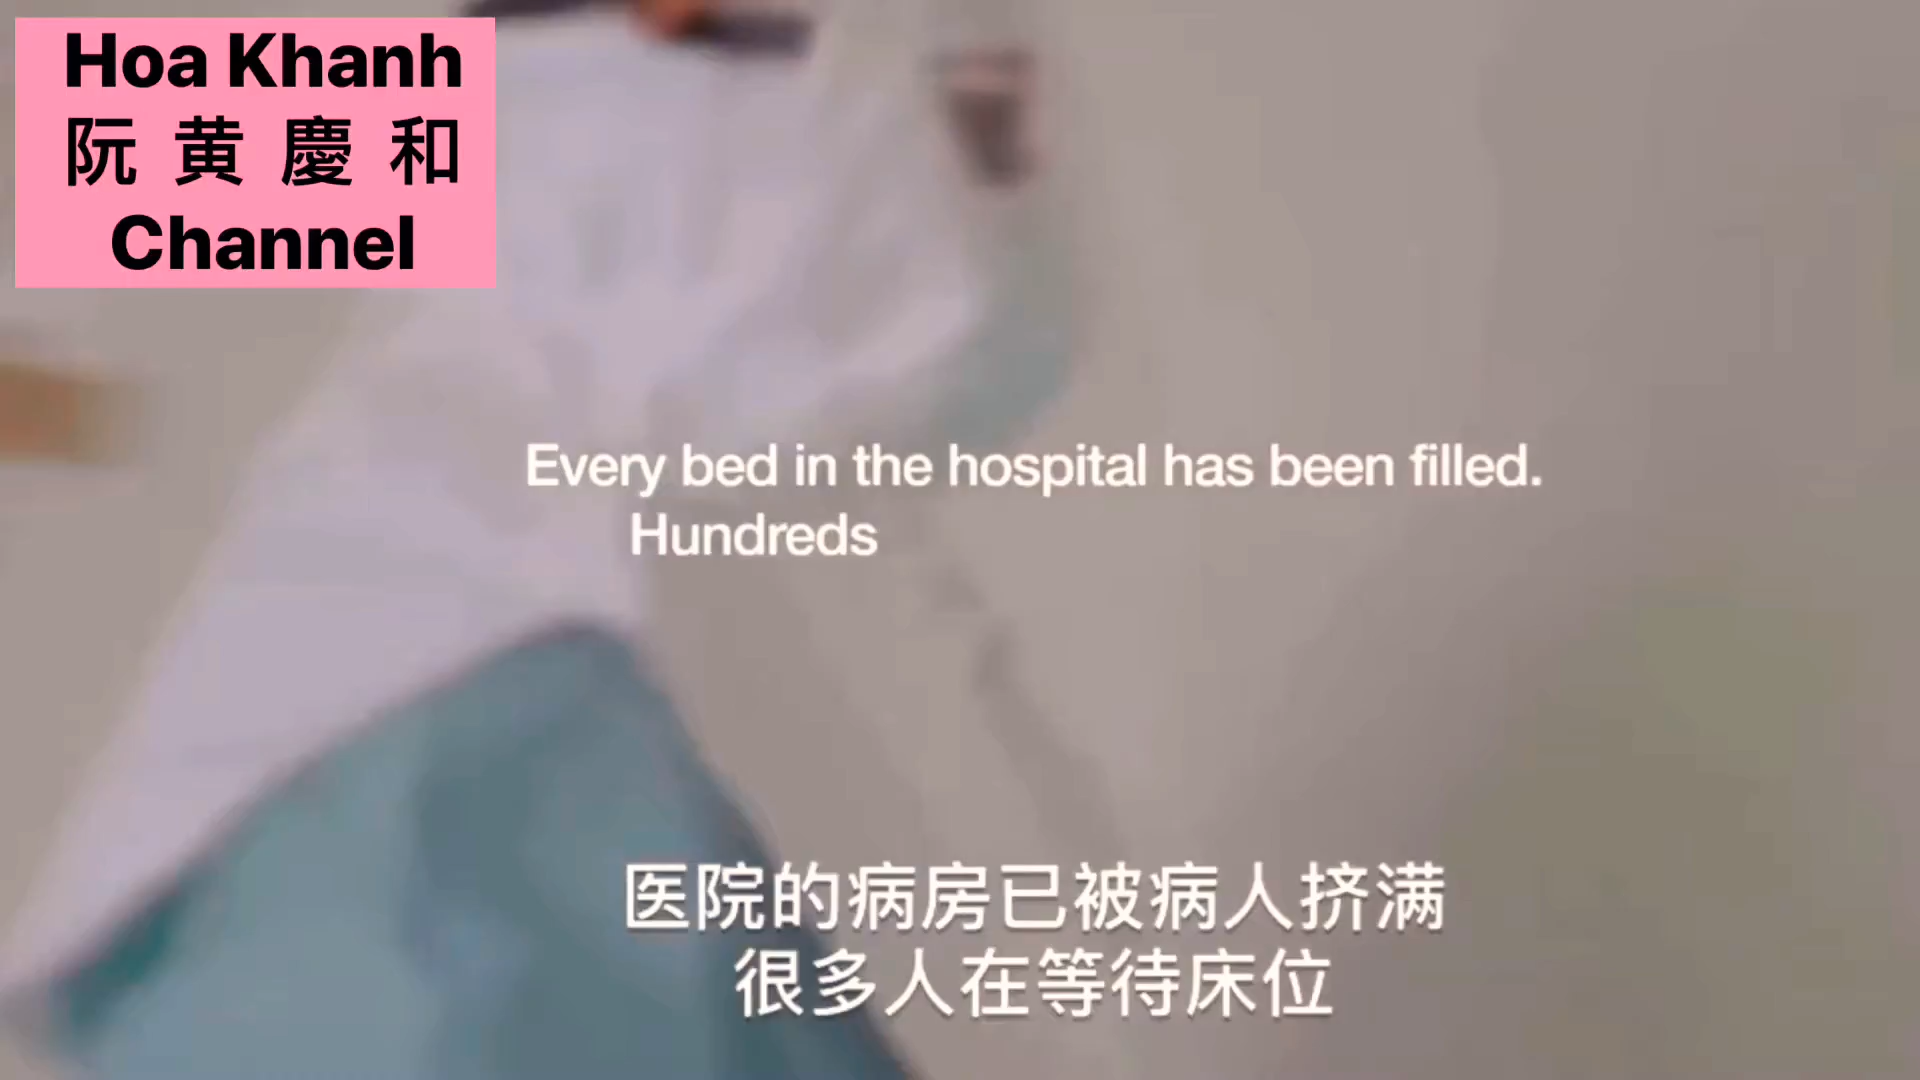 Hoa Khanh
阮黄慶和
Channel
Every bed in the hospital has been filled.
Hundreds
医院的病房已被病人挤满
很多人在等待床位